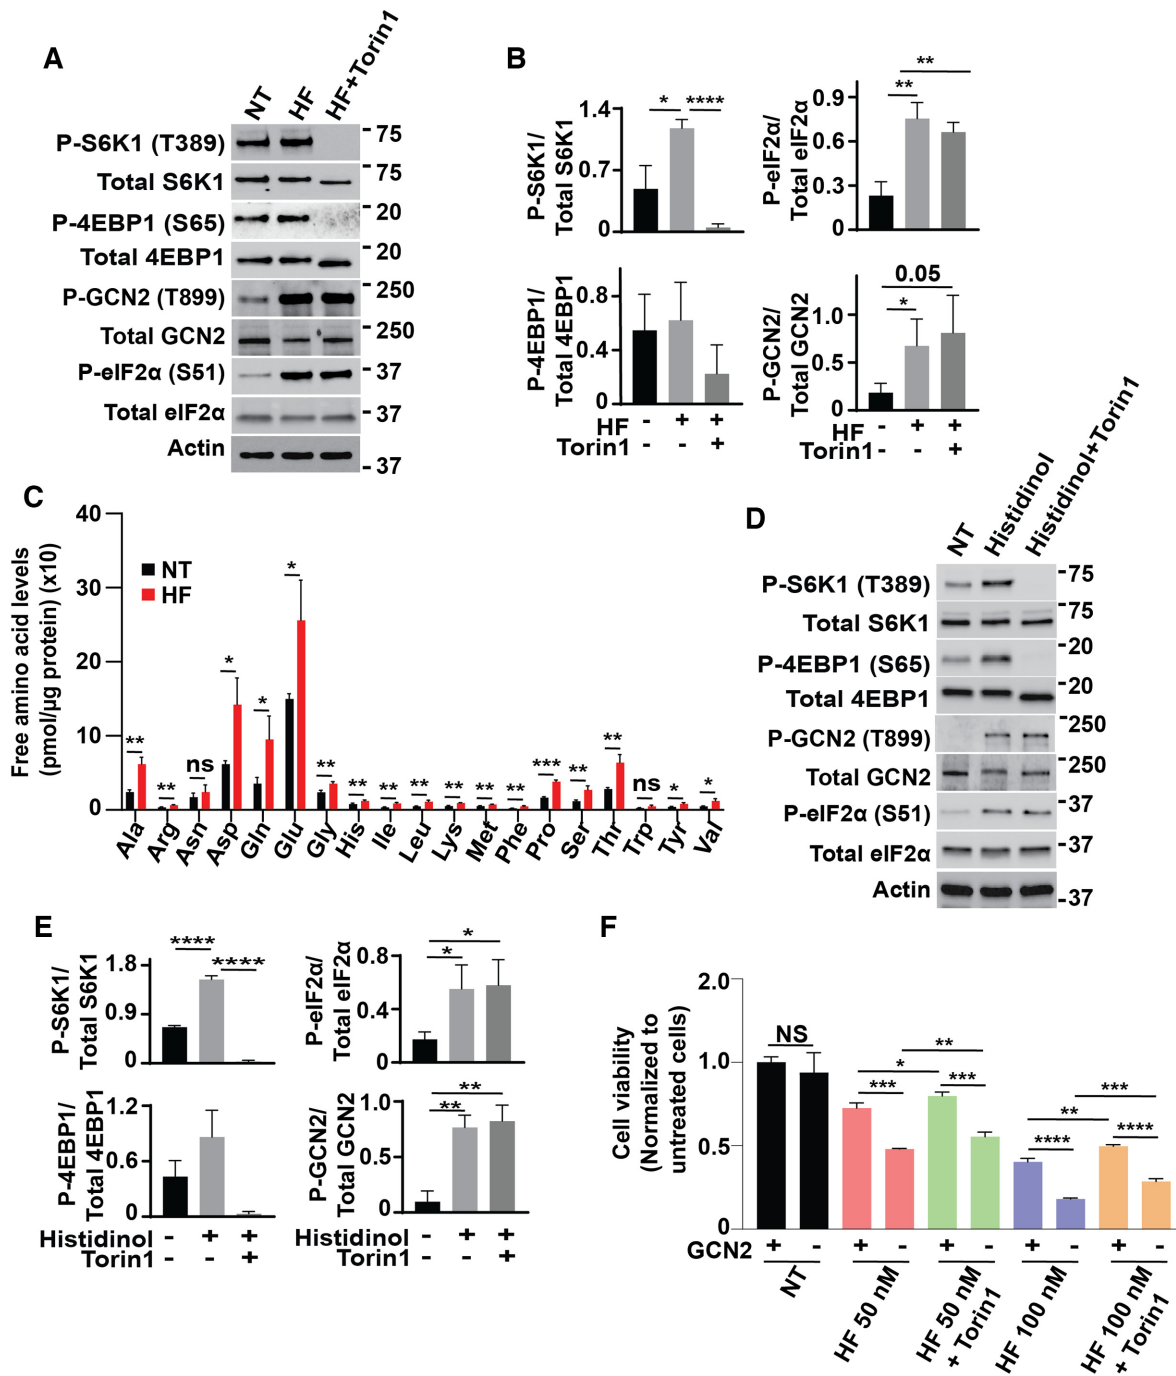 A
NT
HF
HF+Torin1
P-S6K1 (T389)
75
Total S6K1
75
P-4EBP1 (S65)
20
Total 4EBP1
20
P-GCN2 (T899)
250
Total GCN2
250
P-eIF2α (S51)
37
Total eIF2α
37
Actin
37
B
P-S6K1/
Total S6K1
1.4
0.7
0
* ****
P-eIF2α/
Total eIF2α
0.9
0.6
0.3
0
**
**
P-4EBP1/
Total 4EBP1
0.8
0.4
0
HF - + +
Torin1 - - +
P-GCN2/
Total GCN2
1.0
0.5
0
0.05
*
HF - + +
Torin1 - - +
C
Free amino acid levels
(pmol/µg protein) (x10)
40
30
20
10
0
NT
HF
** ** ns * * * ** ** ** ** ** ** ** *** ** ** ns * *
Ala Arg Asn Asp Gln Glu Gly His Ile Leu Lys Met Phe Pro Ser Thr Trp Tyr Val
D
NT
Histidinol
Histidinol+Torin1
P-S6K1 (T389)
75
Total S6K1
75
P-4EBP1 (S65)
20
Total 4EBP1
20
P-GCN2 (T899)
250
Total GCN2
250
P-eIF2α (S51)
37
Total eIF2α
37
Actin
37
E
P-S6K1/
Total S6K1
1.8
0.9
0
****
****
P-eIF2α/
Total eIF2α
0.8
0.4
0
*
*
P-4EBP1/
Total 4EBP1
1.2
0.6
0
Histidinol - + +
Torin1 - - +
P-GCN2/
Total GCN2
1.0
0.5
0
**
**
Histidinol - + +
Torin1 - - +
F
Cell viability
(Normalized to
untreated cells)
2.0
1.0
0.5
0
NS
**
*
*** ***
***
**
**** ****
GCN2 + - + - + - + - + -
NT
HF 50 nM
HF 50 nM
+ Torin1
HF 100 nM
HF 100 nM
+ Torin1